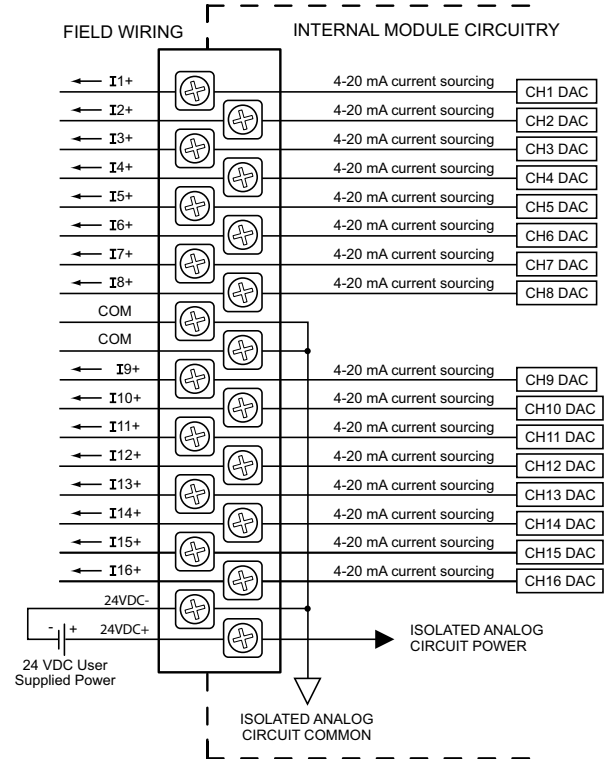 FIELD WIRING
INTERNAL MODULE CIRCUITRY
I1+ 4-20 mA current sourcing CH1 DAC
I2+ 4-20 mA current sourcing CH2 DAC
I3+ 4-20 mA current sourcing CH3 DAC
I4+ 4-20 mA current sourcing CH4 DAC
I5+ 4-20 mA current sourcing CH5 DAC
I6+ 4-20 mA current sourcing CH6 DAC
I7+ 4-20 mA current sourcing CH7 DAC
I8+ 4-20 mA current sourcing CH8 DAC
COM
COM
I9+ 4-20 mA current sourcing CH9 DAC
I10+ 4-20 mA current sourcing CH10 DAC
I11+ 4-20 mA current sourcing CH11 DAC
I12+ 4-20 mA current sourcing CH12 DAC
I13+ 4-20 mA current sourcing CH13 DAC
I14+ 4-20 mA current sourcing CH14 DAC
I15+ 4-20 mA current sourcing CH15 DAC
I16+ 4-20 mA current sourcing CH16 DAC
24VDC-
- + 24VDC+
24 VDC User
Supplied Power
ISOLATED ANALOG
CIRCUIT POWER
ISOLATED ANALOG
CIRCUIT COMMON